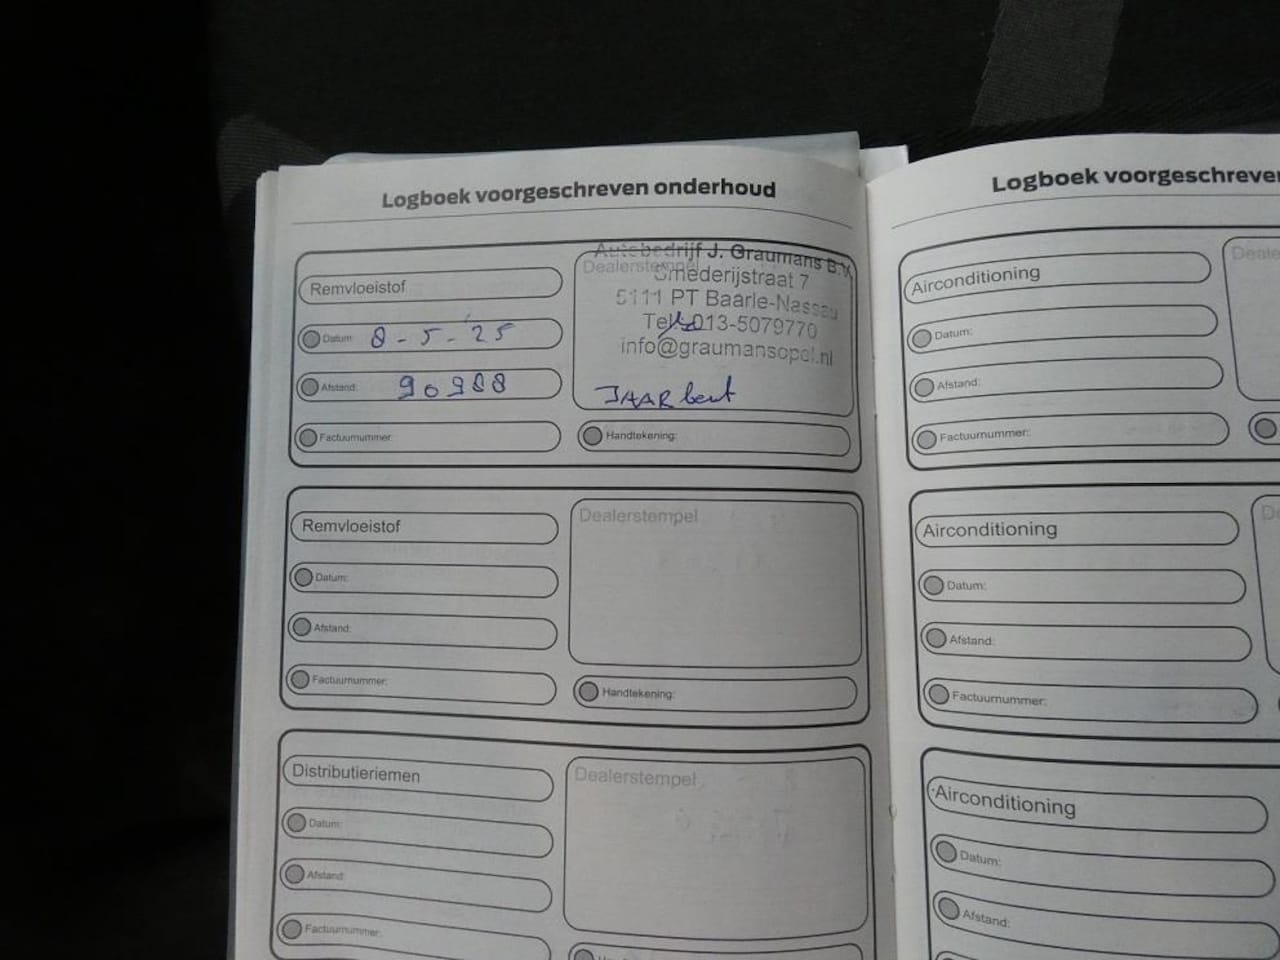 Logboek voorgeschreven onderhoud
Remvloeistof
Datum: 8-5-'25
Afstand: 90988
Factuurnummer:
Dealerstempel
Autobedrijf J. Graumans B.V.
Smederijstraat 7
5111 PT Baarle-Nassau
Tel. 013-5079770
info@graumansopel.nl
JAARbeurt
Handtekening:
Remvloeistof
Datum:
Afstand:
Factuurnummer:
Dealerstempel
Handtekening:
Distributieriemen
Datum:
Afstand:
Factuurnummer:
Dealerstempel
Logboek voorgeschreven
Airconditioning
Datum:
Afstand:
Factuurnummer:
Airconditioning
Datum:
Afstand:
Factuurnummer:
Airconditioning
Datum:
Afstand: